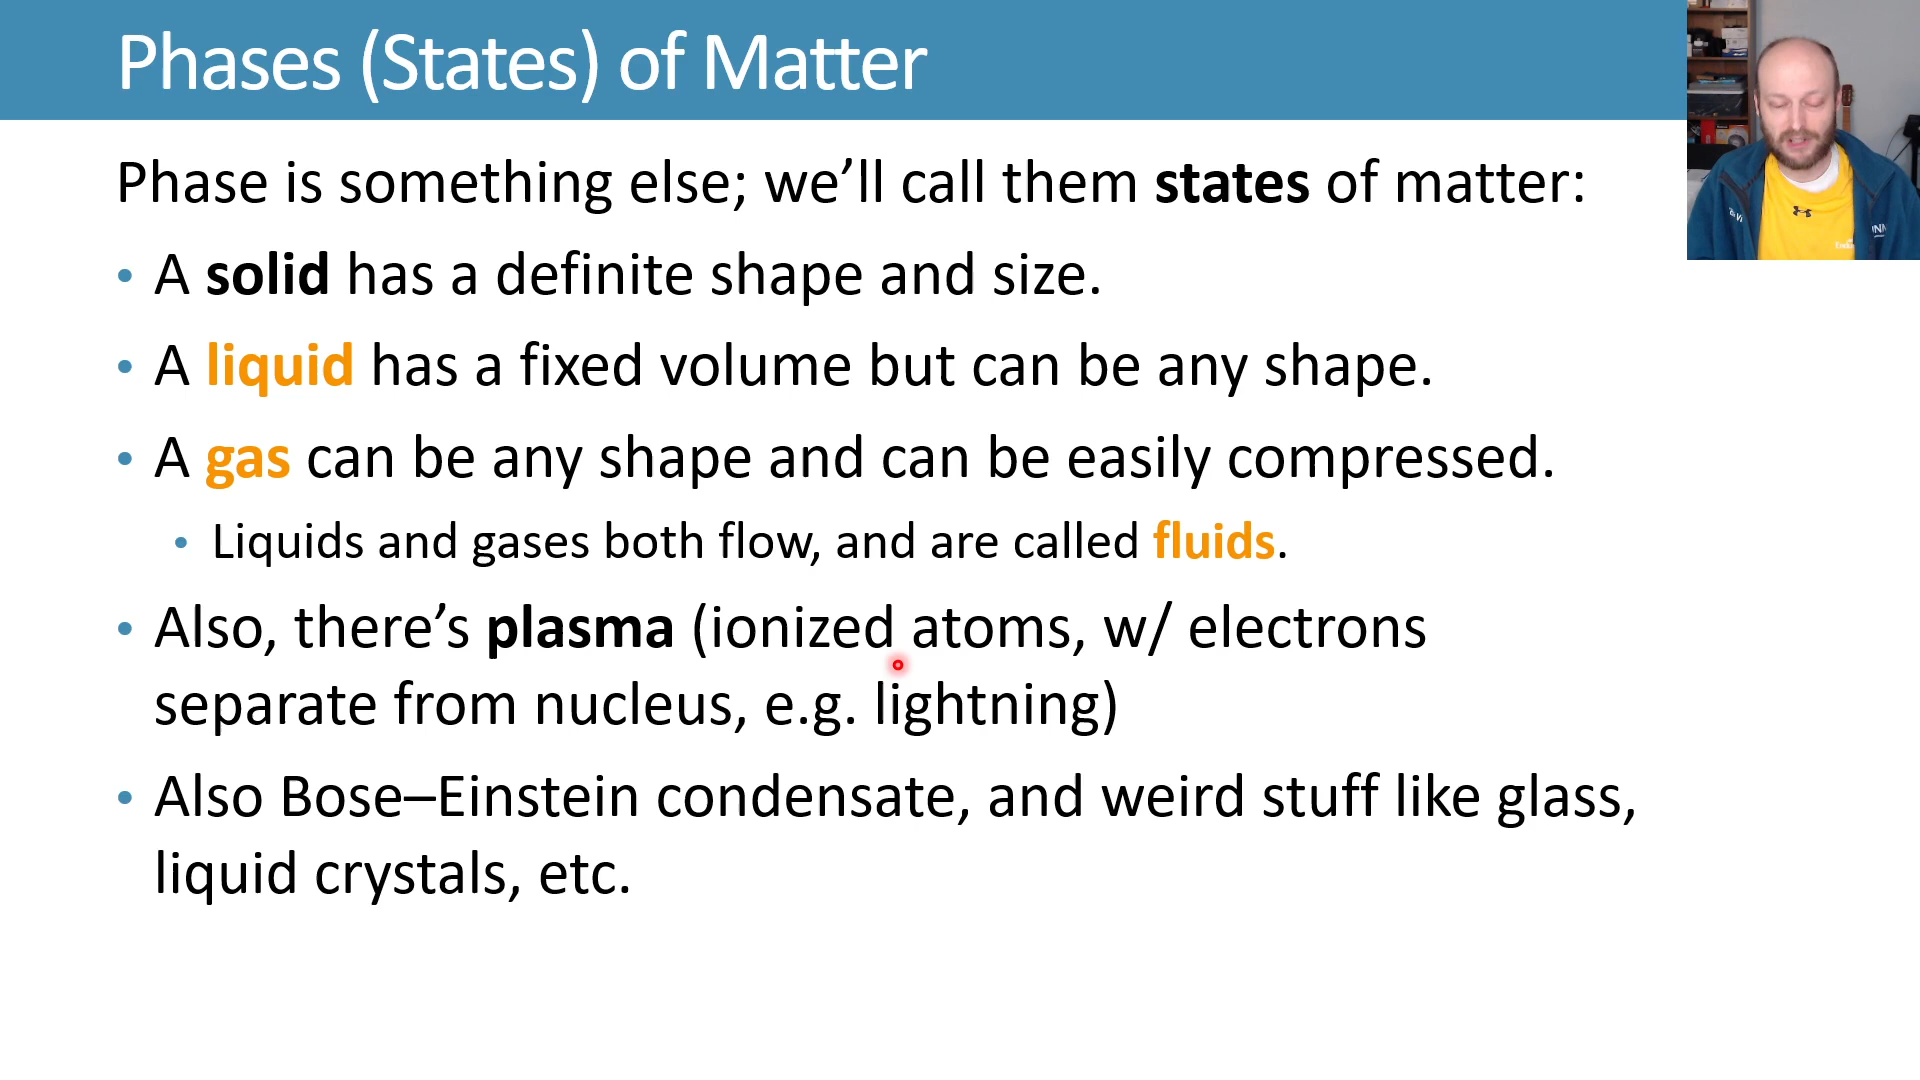 Phases (States) of Matter
Phase is something else; we’ll call them states of matter:
• A solid has a definite shape and size.
• A liquid has a fixed volume but can be any shape.
• A gas can be any shape and can be easily compressed.
• Liquids and gases both flow, and are called fluids.
• Also, there’s plasma (ionized atoms, w/ electrons
separate from nucleus, e.g. lightning)
• Also Bose–Einstein condensate, and weird stuff like glass,
liquid crystals, etc.